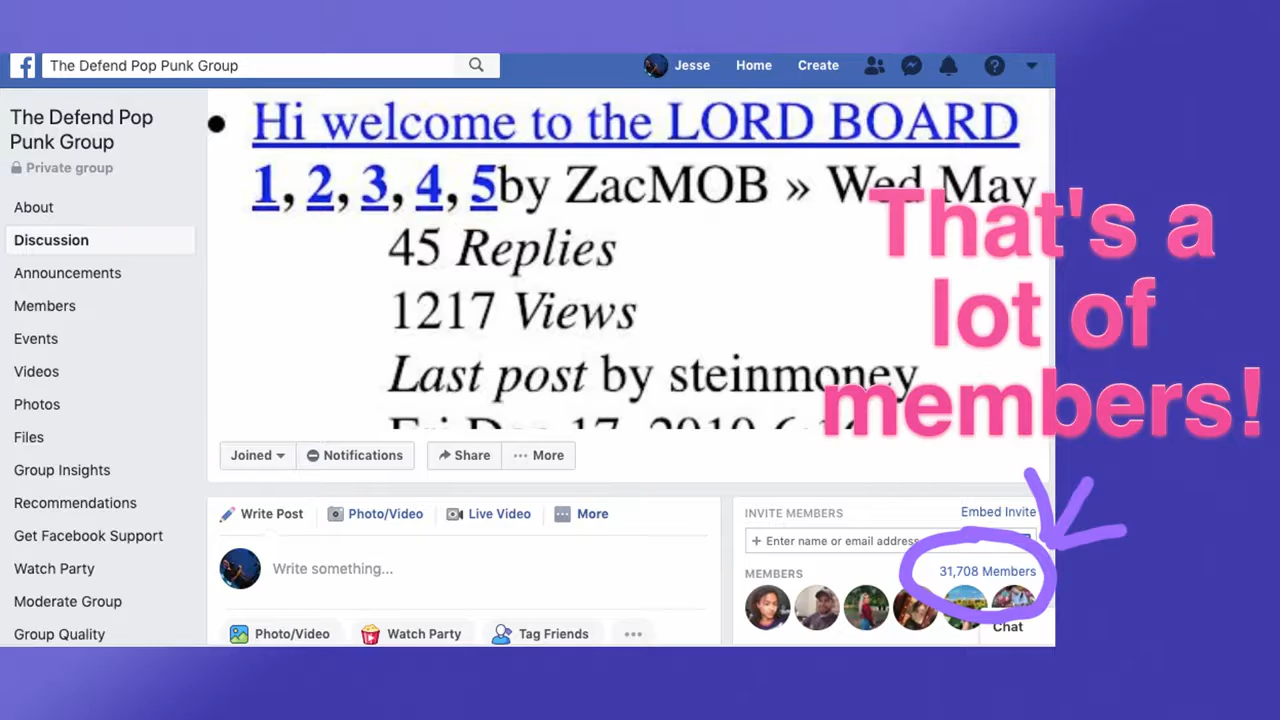 The Defend Pop Punk Group
Jesse Home Create
The Defend Pop
Punk Group
Private group
About
Discussion
Announcements
Members
Events
Videos
Photos
Files
Group Insights
Recommendations
Get Facebook Support
Watch Party
Moderate Group
Group Quality
Hi welcome to the LORD BOARD
1, 2, 3, 4, 5by ZacMOB » Wed May
45 Replies
1217 Views
Last post by steinmoney
Fri Dec 17, 2010
That's a
lot of
members!
Joined Notifications Share More
Write Post Photo/Video Live Video More
Write something...
Photo/Video Watch Party Tag Friends
INVITE MEMBERS Embed Invite
+ Enter name or email address
MEMBERS 31,708 Members
Chat